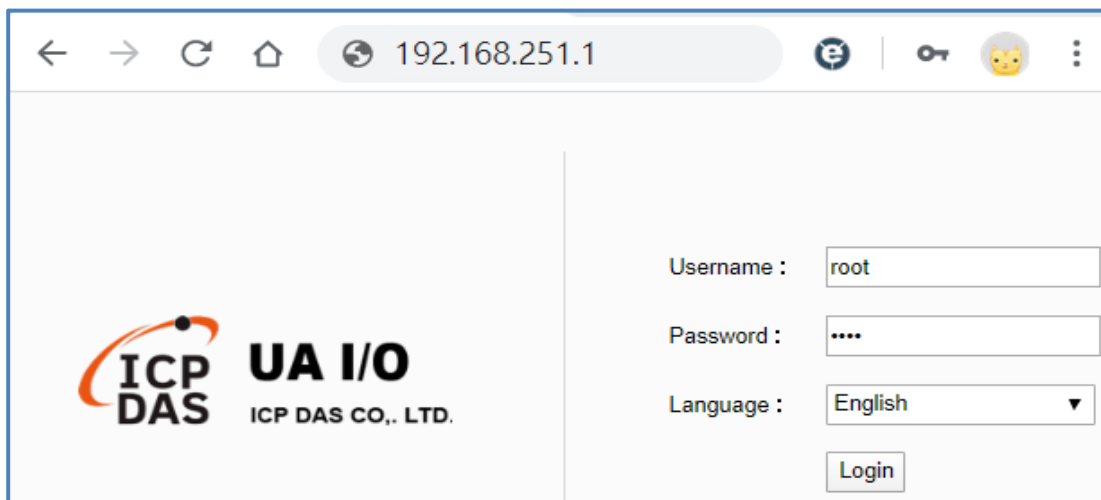 192.168.251.1
Username :
root
Password :
••••
Language :
English
Login
ICP
DAS
UA I/O
ICP DAS CO,. LTD.